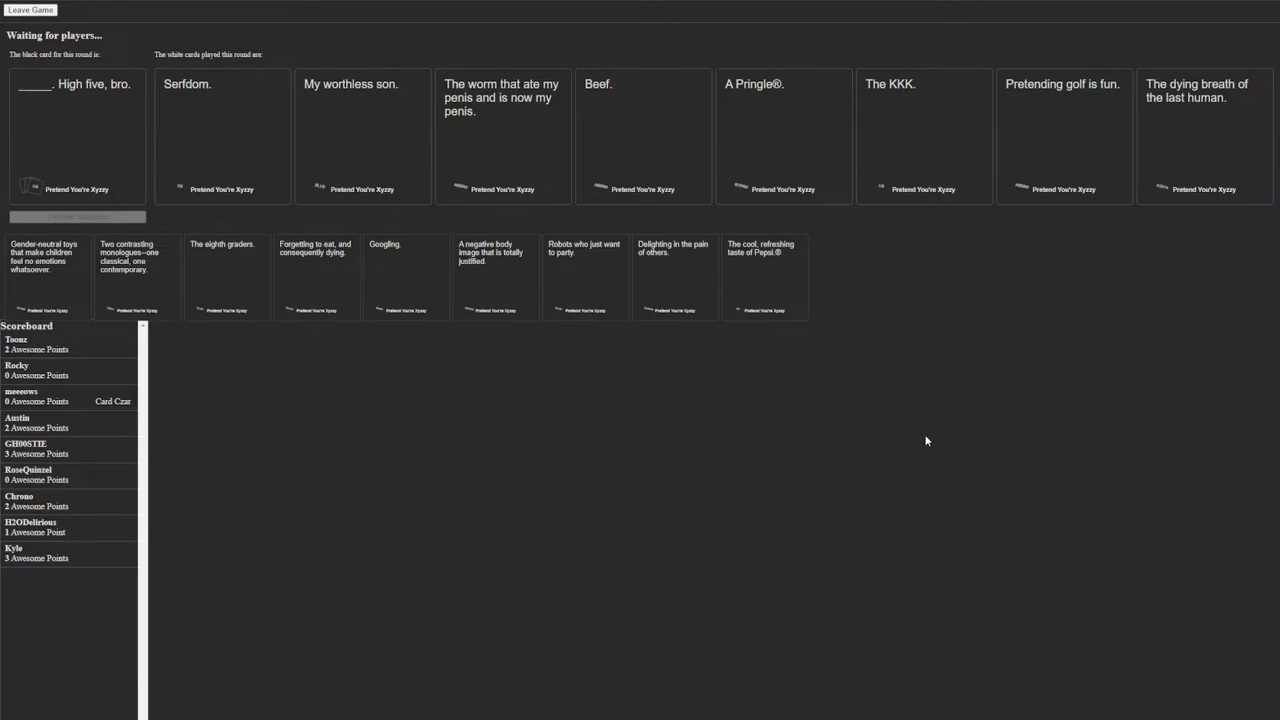 Leave Game
Waiting for players...
The black card for this round is:
The white cards played this round are:
_____. High five, bro.
US
Pretend You're Xyzzy
Serfdom.
US
Pretend You're Xyzzy
My worthless son.
BLUE
Pretend You're Xyzzy
The worm that ate my
penis and is now my
penis.
Pretend You're Xyzzy
Beef.
Pretend You're Xyzzy
A Pringle®.
Pretend You're Xyzzy
The KKK.
US
Pretend You're Xyzzy
Pretending golf is fun.
Pretend You're Xyzzy
The dying breath of
the last human.
Pretend You're Xyzzy
Gender-neutral toys
that make children
feel no emotions
whatsoever.
Pretend You're Xyzzy
Two contrasting
monologues—one
classical, one
contemporary.
Pretend You're Xyzzy
The eighth graders.
Pretend You're Xyzzy
Forgetting to eat, and
consequently dying.
Pretend You're Xyzzy
Googling.
Pretend You're Xyzzy
A negative body
image that is totally
justified.
Pretend You're Xyzzy
Robots who just want
to party.
Pretend You're Xyzzy
Delighting in the pain
of others.
Pretend You're Xyzzy
The cool, refreshing
taste of Pepsi.®
Pretend You're Xyzzy
Scoreboard
Toonz
2 Awesome Points
Rocky
0 Awesome Points
meeeows
0 Awesome Points Card Czar
Austin
2 Awesome Points
GH00STIE
3 Awesome Points
RoseQuinzel
0 Awesome Points
Chrono
2 Awesome Points
H2ODelirious
1 Awesome Point
Kyle
3 Awesome Points